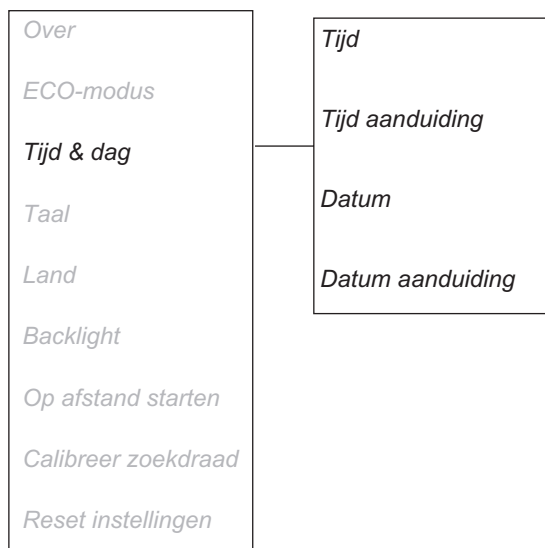 Over
ECO-modus
Tijd & dag
Taal
Land
Backlight
Op afstand starten
Calibreer zoekdraad
Reset instellingen
Tijd
Tijd aanduiding
Datum
Datum aanduiding